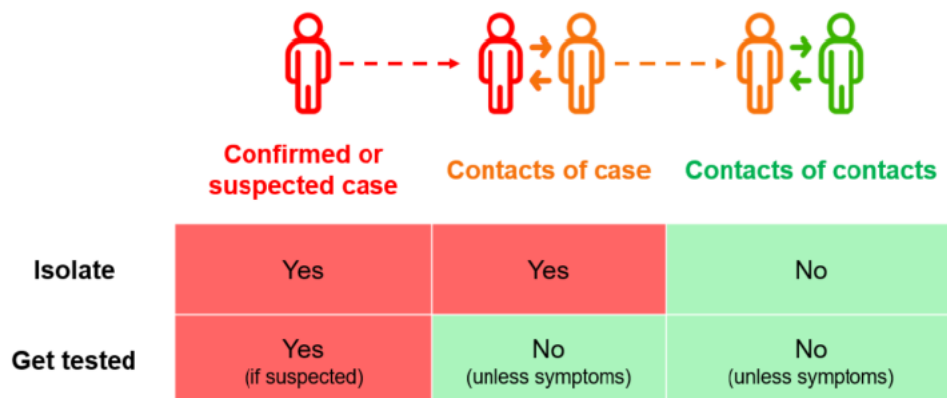 Confirmed or
suspected case
Contacts of case
Contacts of contacts
Isolate
Yes
Yes
No
Get tested
Yes
(if suspected)
No
(unless symptoms)
No
(unless symptoms)